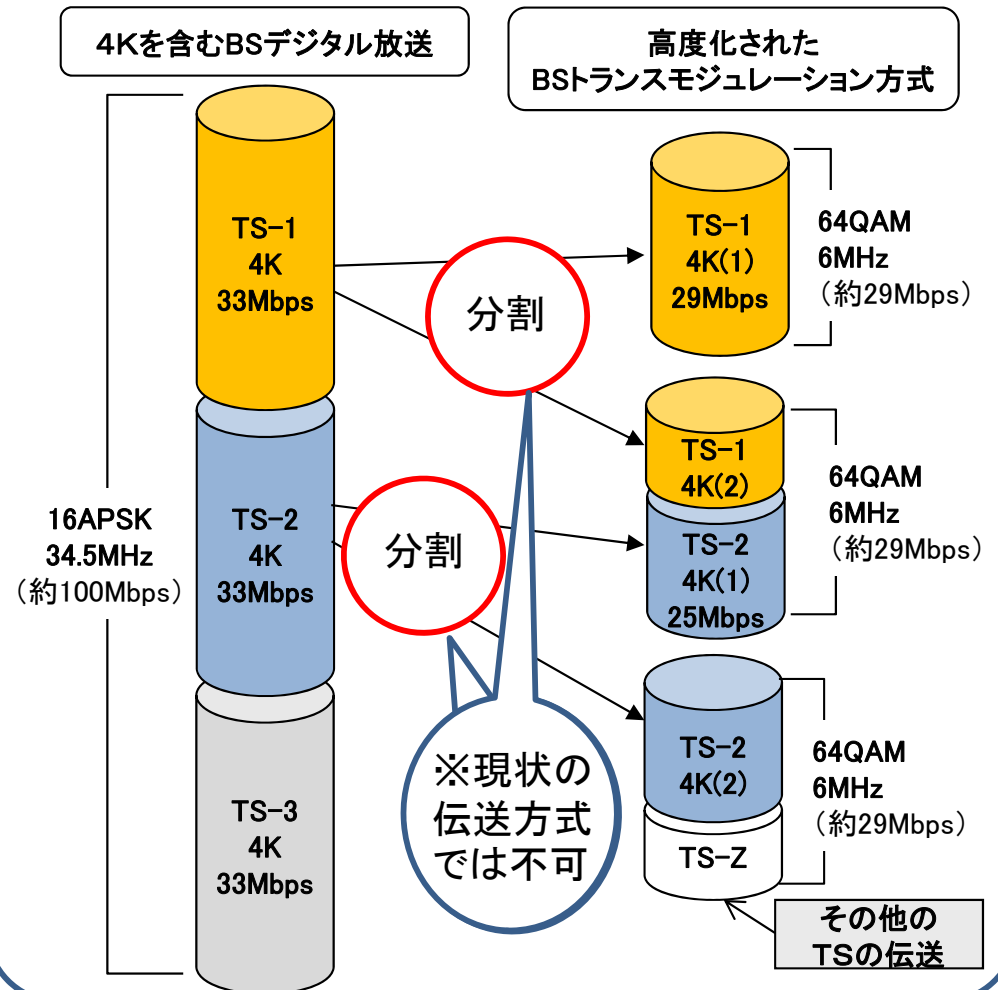 4Kを含むBSデジタル放送
高度化された
BSトランスモジュレーション方式
16APSK
34.5MHz
（約100Mbps）
TS-1
4K
33Mbps
TS-2
4K
33Mbps
TS-3
4K
33Mbps
分割
分割
※現状の
伝送方式
では不可
TS-1
4K(1)
29Mbps
64QAM
6MHz
（約29Mbps）
TS-1
4K(2)
TS-2
4K(1)
25Mbps
64QAM
6MHz
（約29Mbps）
TS-2
4K(2)
TS-Z
64QAM
6MHz
（約29Mbps）
その他の
TSの伝送